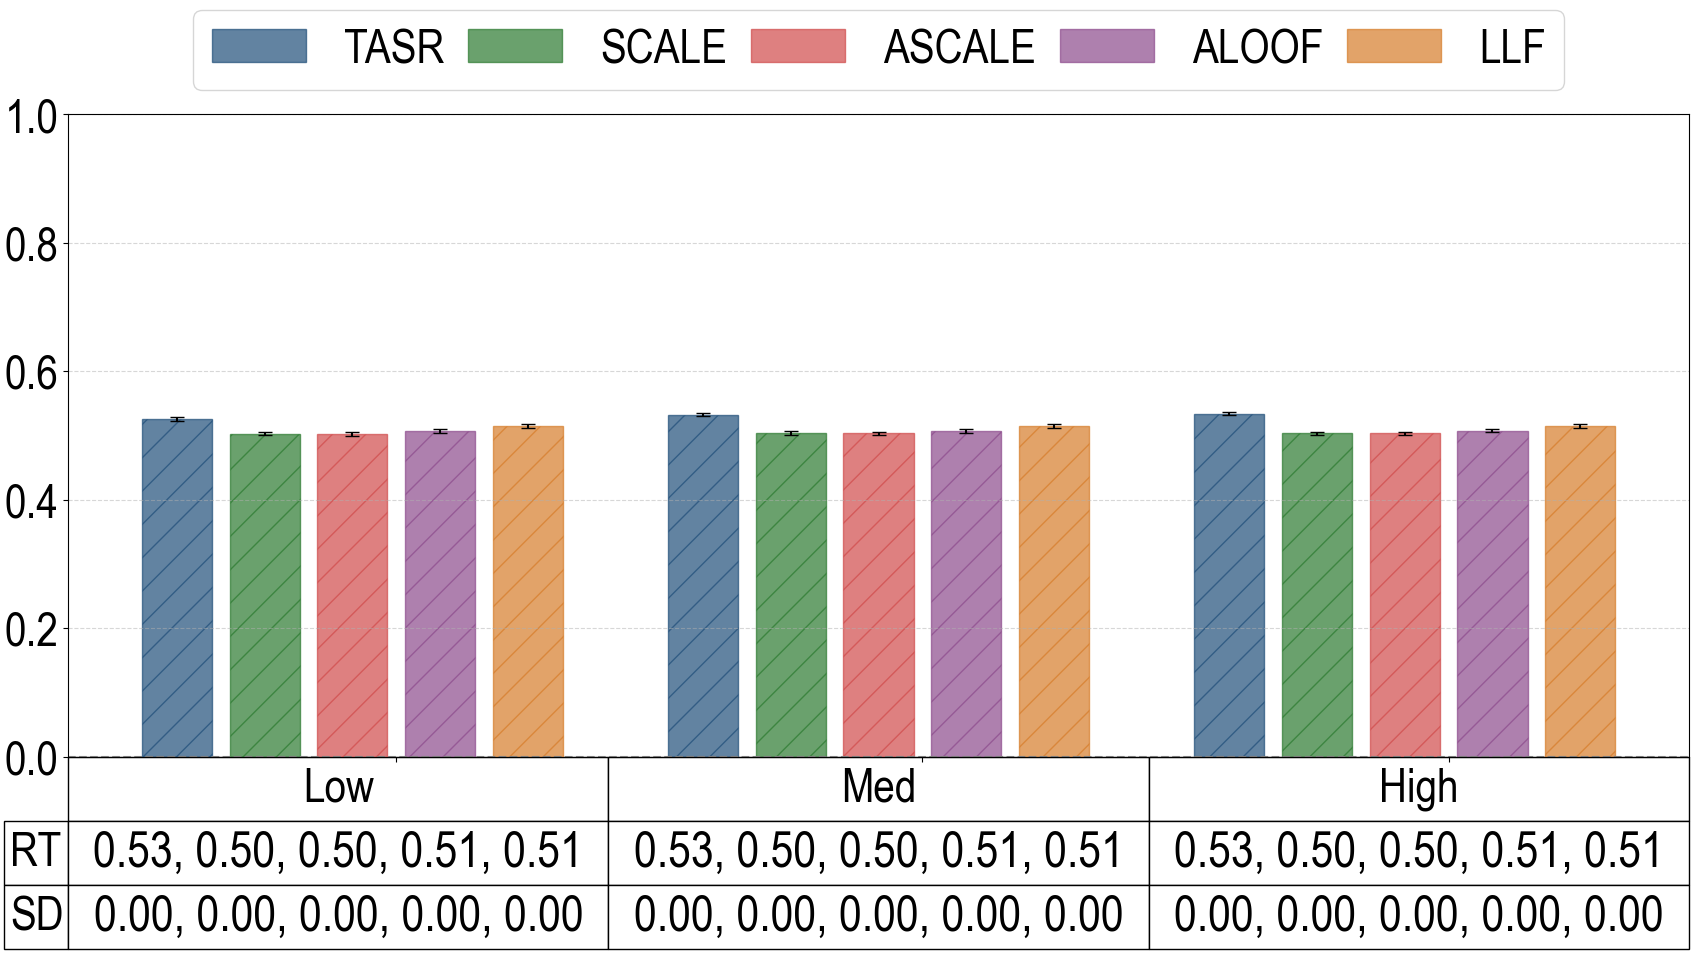 TASR SCALE ASCALE ALOOF LLF
1.0
0.8
0.6
0.4
0.2
0.0
Low Med High
RT 0.53, 0.50, 0.50, 0.51, 0.51 0.53, 0.50, 0.50, 0.51, 0.51 0.53, 0.50, 0.50, 0.51, 0.51
SD 0.00, 0.00, 0.00, 0.00, 0.00 0.00, 0.00, 0.00, 0.00, 0.00 0.00, 0.00, 0.00, 0.00, 0.00